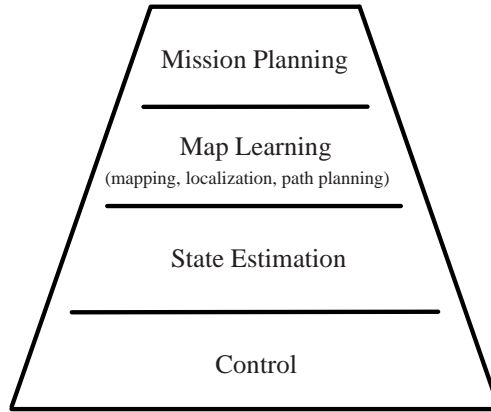 Mission Planning
Map Learning
(mapping, localization, path planning)
State Estimation
Control